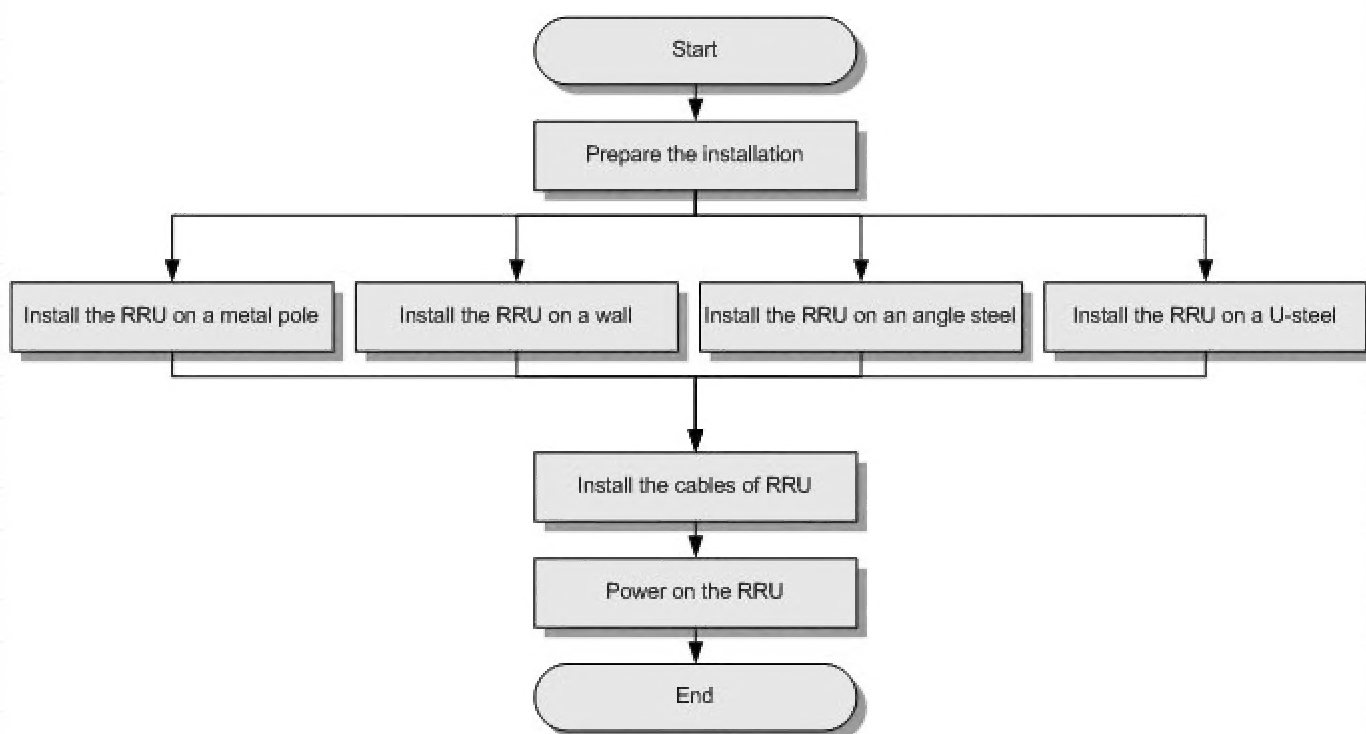 Start
Prepare the installation
Install the RRU on a metal pole
Install the RRU on a wall
Install the RRU on an angle steel
Install the RRU on a U-steel
Install the cables of RRU
Power on the RRU
End